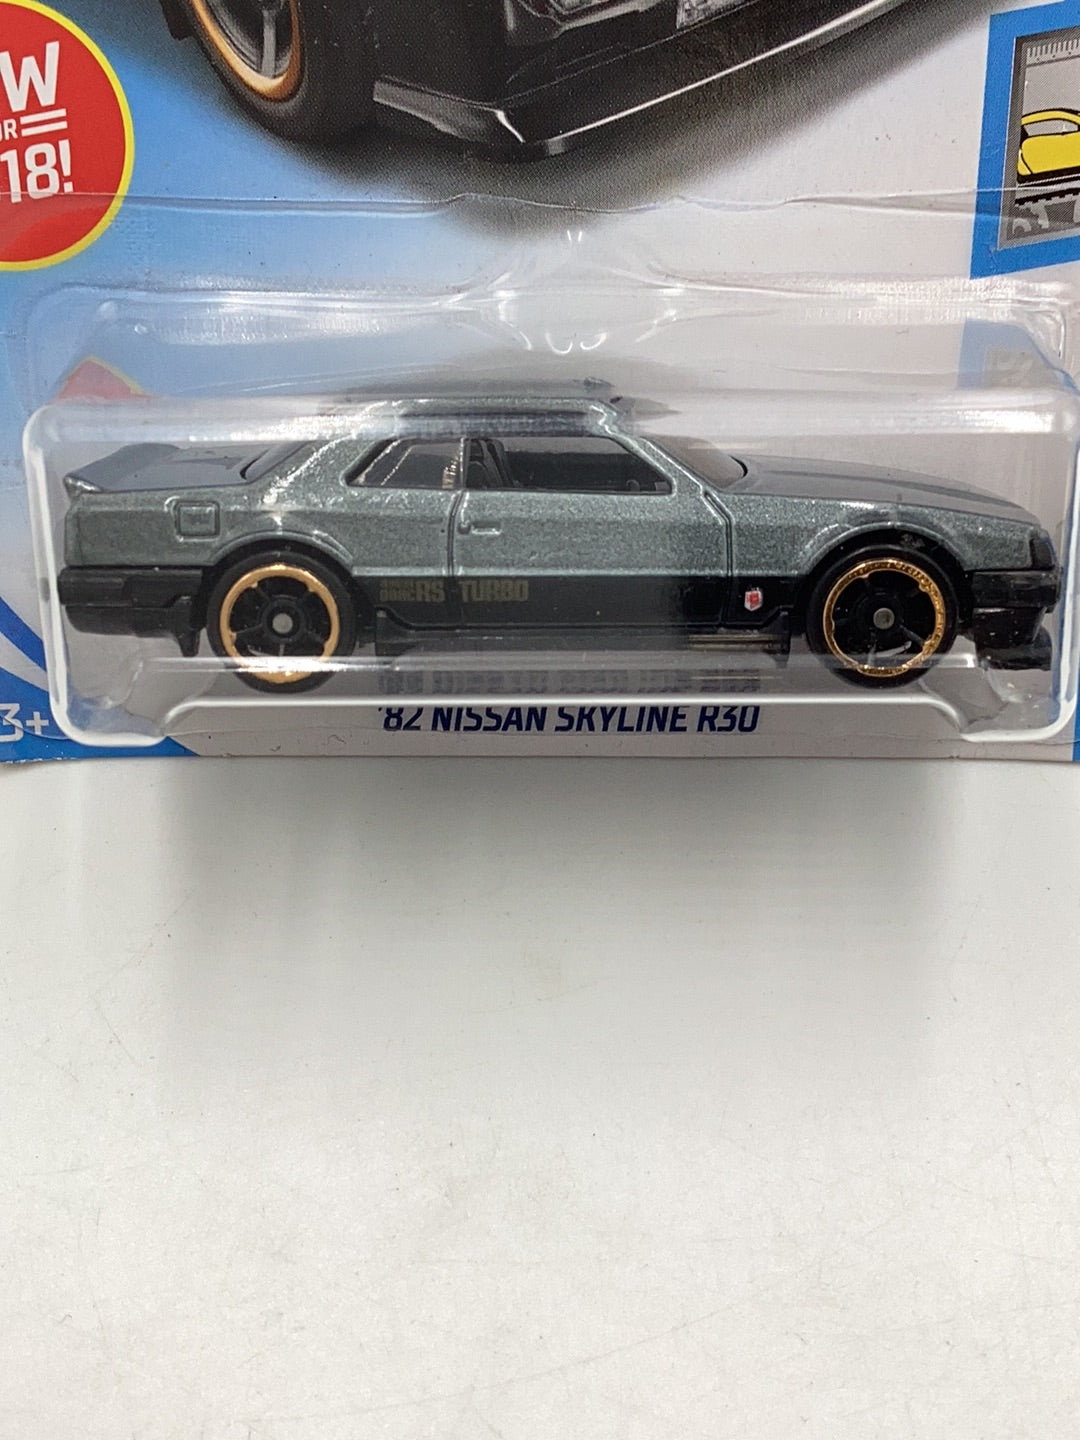 W
R
18!
RS TURBO
3+
'82 NISSAN SKYLINE R30